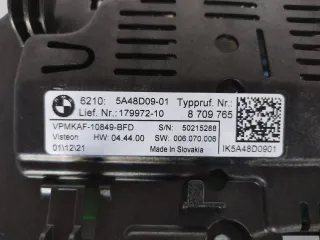 6210: 5A48D09-01 Typpruf. Nr.:
Lief. Nr.: 179972-10 8 709 765
VPMKAF-10849-BFD S/N: 50215288
Visteon HW: 04.44.00 SW: 006.070.006
01\12\21 Made in Slovakia IK5A48D0901